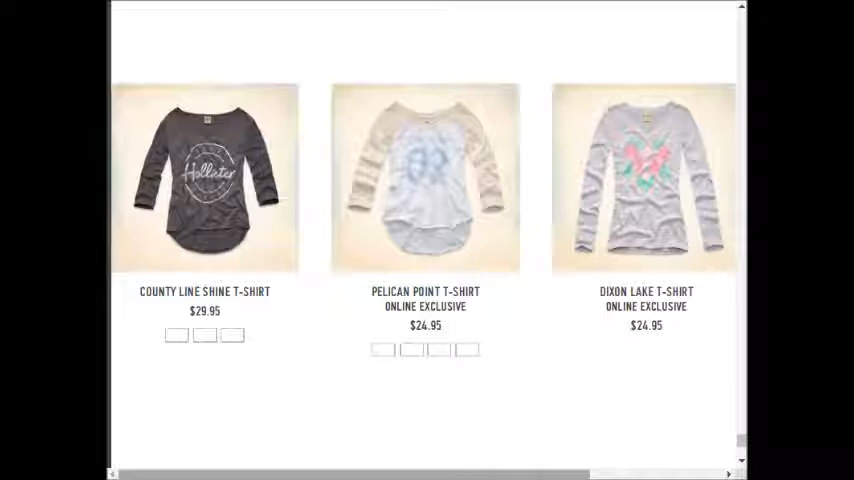 Hollister
COUNTY LINE SHINE T-SHIRT
$29.95
PELICAN POINT T-SHIRT
ONLINE EXCLUSIVE
$24.95
DIXON LAKE T-SHIRT
ONLINE EXCLUSIVE
$24.95